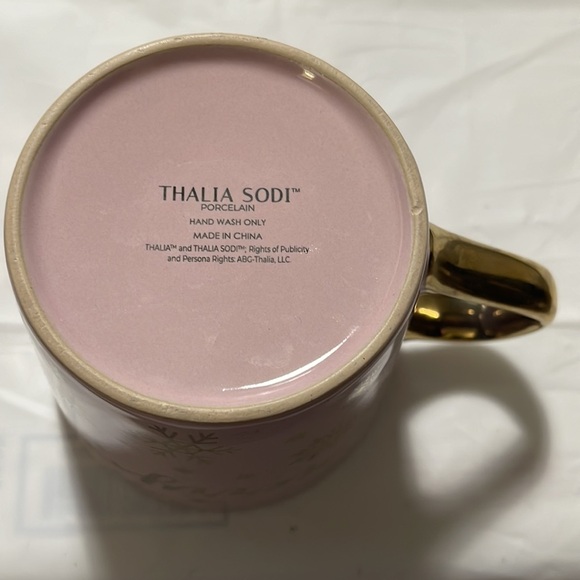 THALIA SODI™
PORCELAIN
HAND WASH ONLY
MADE IN CHINA
THALIA™ and THALIA SODI™; Rights of Publicity
and Persona Rights: ABG-Thalia, LLC.